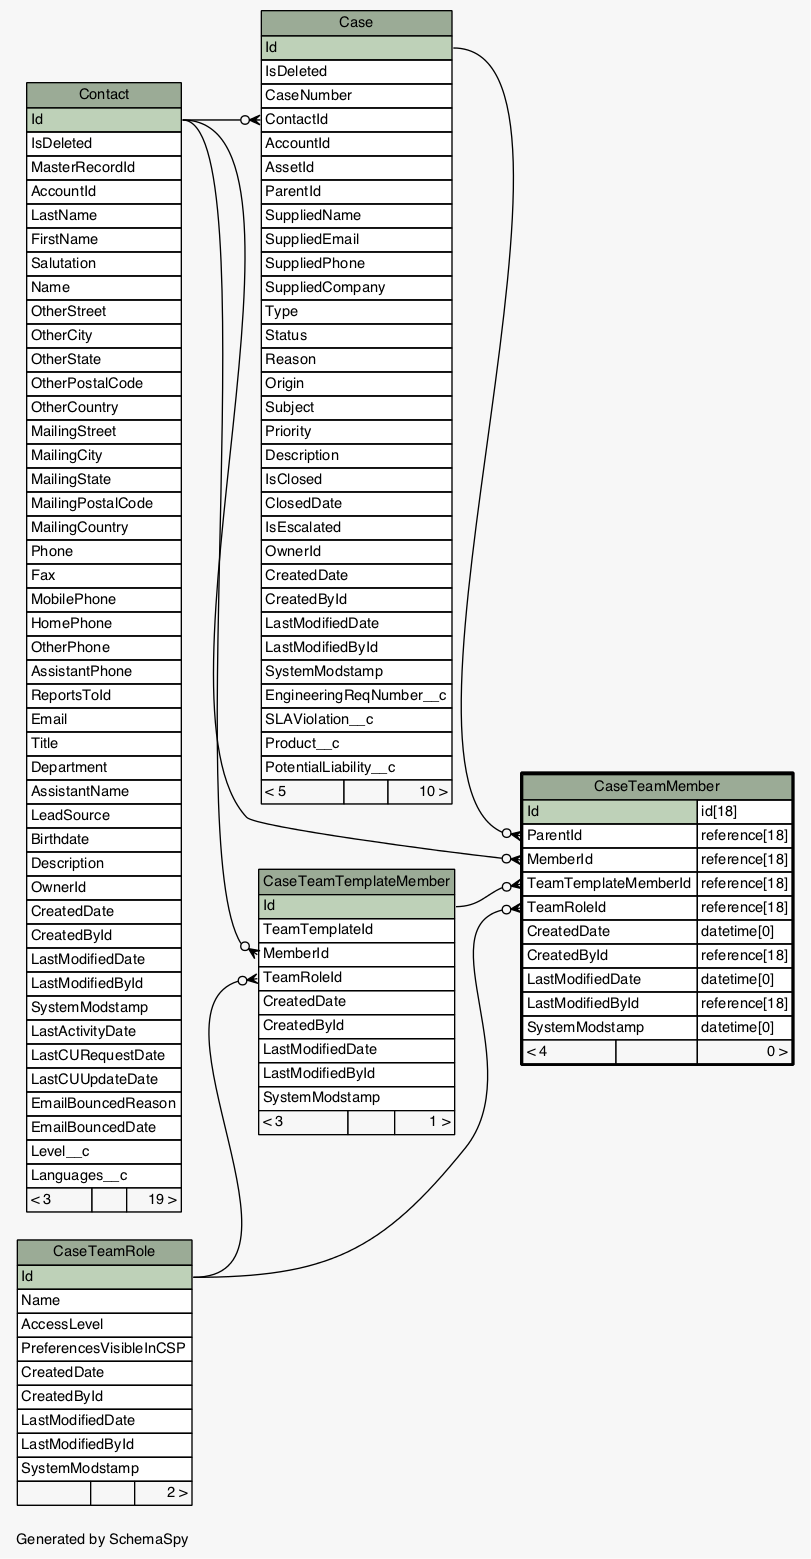 Case
Id
IsDeleted
CaseNumber
ContactId
AccountId
AssetId
ParentId
SuppliedName
SuppliedEmail
SuppliedPhone
SuppliedCompany
Type
Status
Reason
Origin
Subject
Priority
Description
IsClosed
ClosedDate
IsEscalated
OwnerId
CreatedDate
CreatedById
LastModifiedDate
LastModifiedById
SystemModstamp
EngineeringReqNumber__c
SLAViolation__c
Product__c
PotentialLiability__c
< 5 10 >
Contact
Id
IsDeleted
MasterRecordId
AccountId
LastName
FirstName
Salutation
Name
OtherStreet
OtherCity
OtherState
OtherPostalCode
OtherCountry
MailingStreet
MailingCity
MailingState
MailingPostalCode
MailingCountry
Phone
Fax
MobilePhone
HomePhone
OtherPhone
AssistantPhone
ReportsToId
Email
Title
Department
AssistantName
LeadSource
Birthdate
Description
OwnerId
CreatedDate
CreatedById
LastModifiedDate
LastModifiedById
SystemModstamp
LastActivityDate
LastCURequestDate
LastCUUpdateDate
EmailBouncedReason
EmailBouncedDate
Level__c
Languages__c
< 3 19 >
CaseTeamMember
Id id[18]
ParentId reference[18]
MemberId reference[18]
TeamTemplateMemberId reference[18]
TeamRoleId reference[18]
CreatedDate datetime[0]
CreatedById reference[18]
LastModifiedDate datetime[0]
LastModifiedById reference[18]
SystemModstamp datetime[0]
< 4 0 >
CaseTeamTemplateMember
Id
TeamTemplateId
MemberId
TeamRoleId
CreatedDate
CreatedById
LastModifiedDate
LastModifiedById
SystemModstamp
< 3 1 >
CaseTeamRole
Id
Name
AccessLevel
PreferencesVisibleInCSP
CreatedDate
CreatedById
LastModifiedDate
LastModifiedById
SystemModstamp
2 >
Generated by SchemaSpy